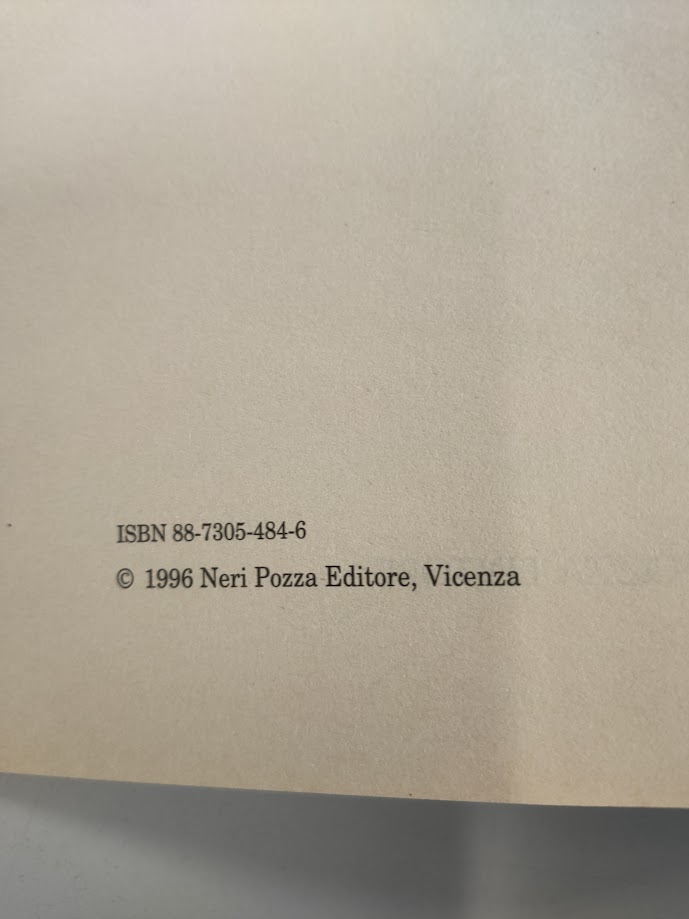 ISBN 88-7305-484-6
© 1996 Neri Pozza Editore, Vicenza